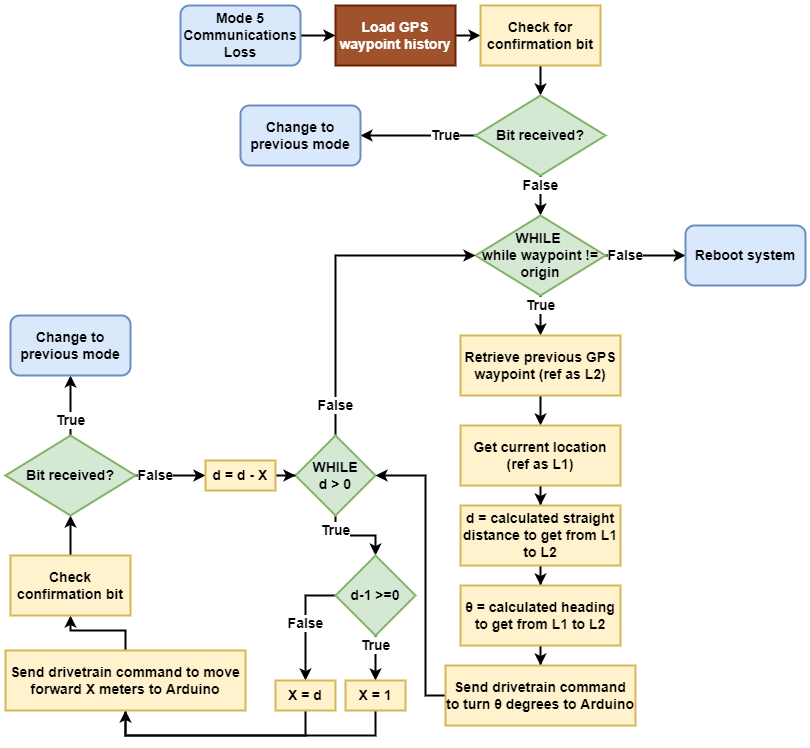 Mode 5
Communications
Loss
Load GPS
waypoint history
Check for
confirmation bit
Change to
previous mode
True
Bit received?
False
WHILE
while waypoint !=
origin
False
Reboot system
True
Retrieve previous GPS
waypoint (ref as L2)
Get current location
(ref as L1)
d = calculated straight
distance to get from L1
to L2
θ = calculated heading
to get from L1 to L2
Send drivetrain command
to turn θ degrees to Arduino
False
WHILE
d > 0
True
d-1 >=0
False
True
X = d
X = 1
Send drivetrain command to move
forward X meters to Arduino
Check
confirmation bit
Bit received?
False
d = d - X
True
Change to
previous mode